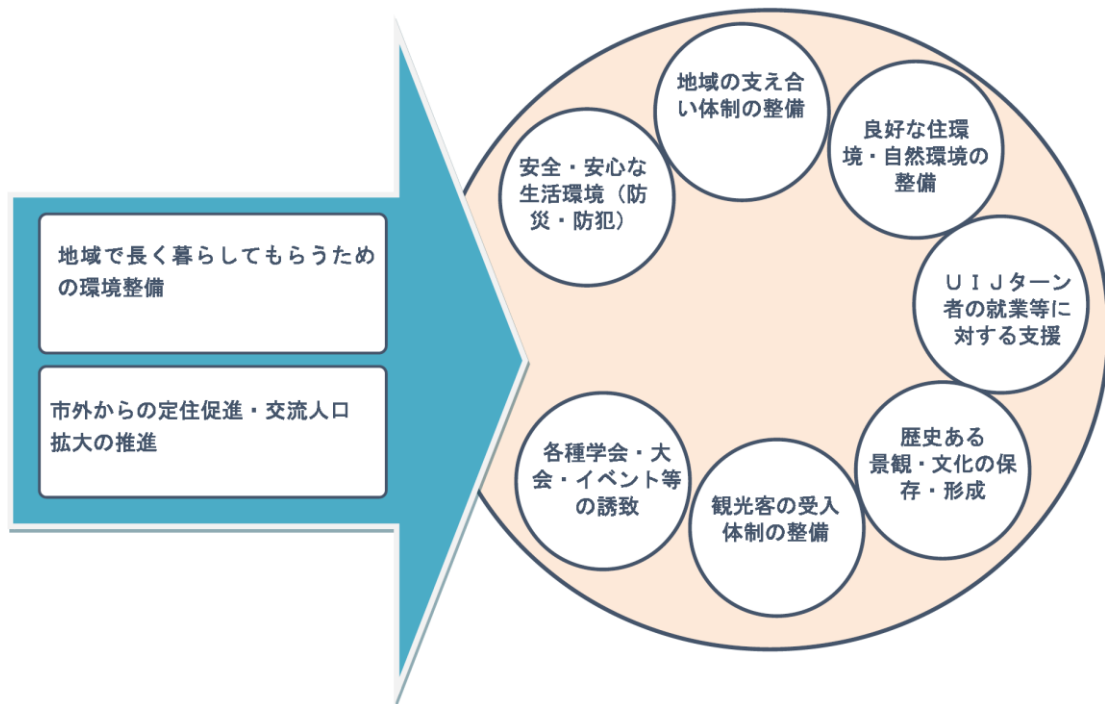 地域で長く暮らしてもらうため
の環境整備
市外からの定住促進・交流人口
拡大の推進
安全・安心な
生活環境（防
災・防犯）
地域の支え合
い体制の整備
良好な住環
境・自然環境の
整備
ＵＩＪターン
者の就業等に
対する支援
歴史ある
景観・文化の保
存・形成
観光客の受入
体制の整備
各種学会・大
会・イベント等
の誘致